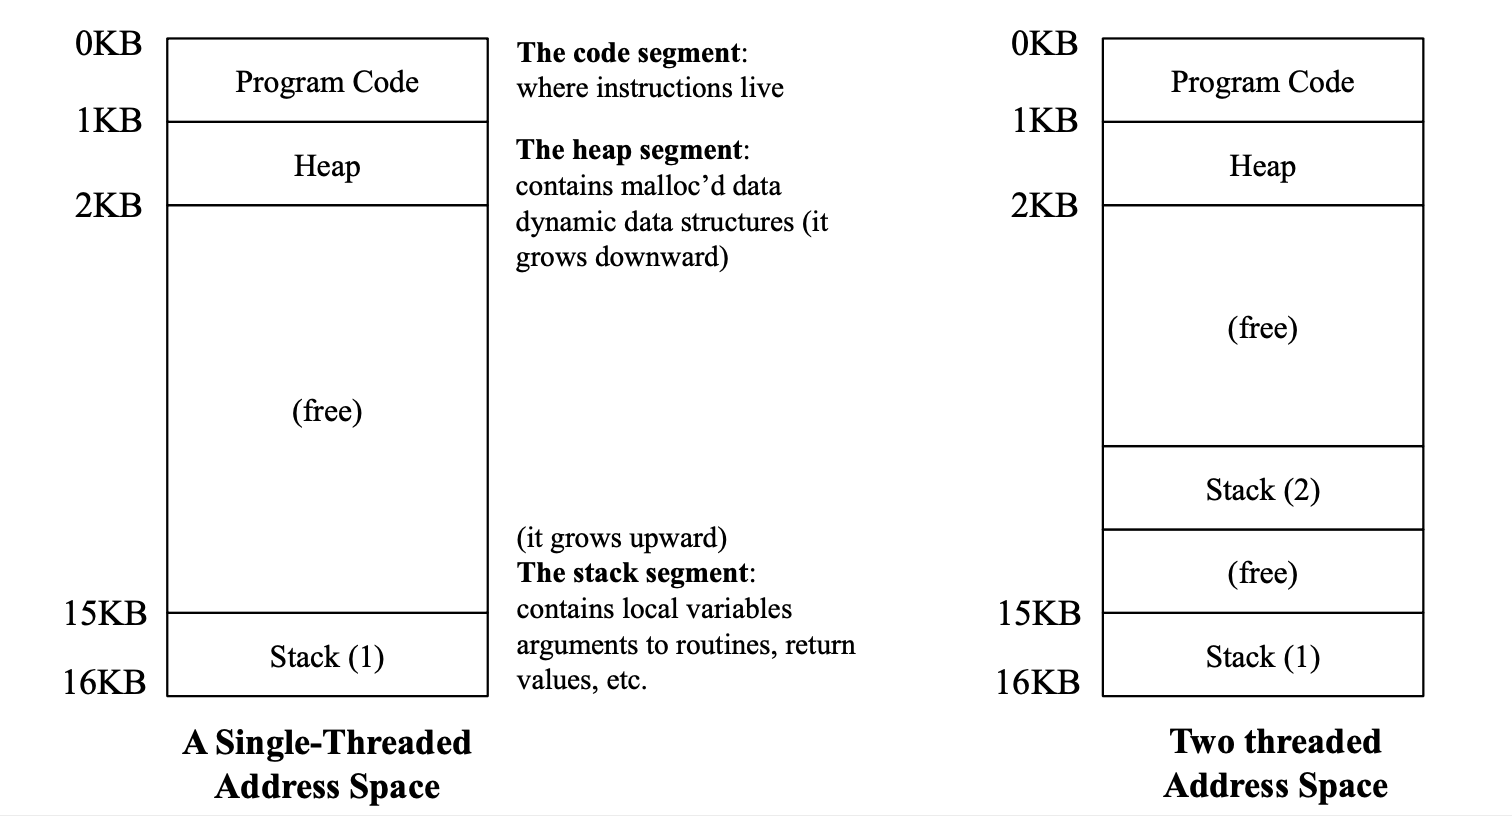 0KB
Program Code
1KB
Heap
2KB
(free)
15KB
Stack (1)
16KB
A Single-Threaded
Address Space
The code segment:
where instructions live
The heap segment:
contains malloc’d data
dynamic data structures (it
grows downward)
(it grows upward)
The stack segment:
contains local variables
arguments to routines, return
values, etc.
0KB
Program Code
1KB
Heap
2KB
(free)
Stack (2)
(free)
15KB
Stack (1)
16KB
Two threaded
Address Space